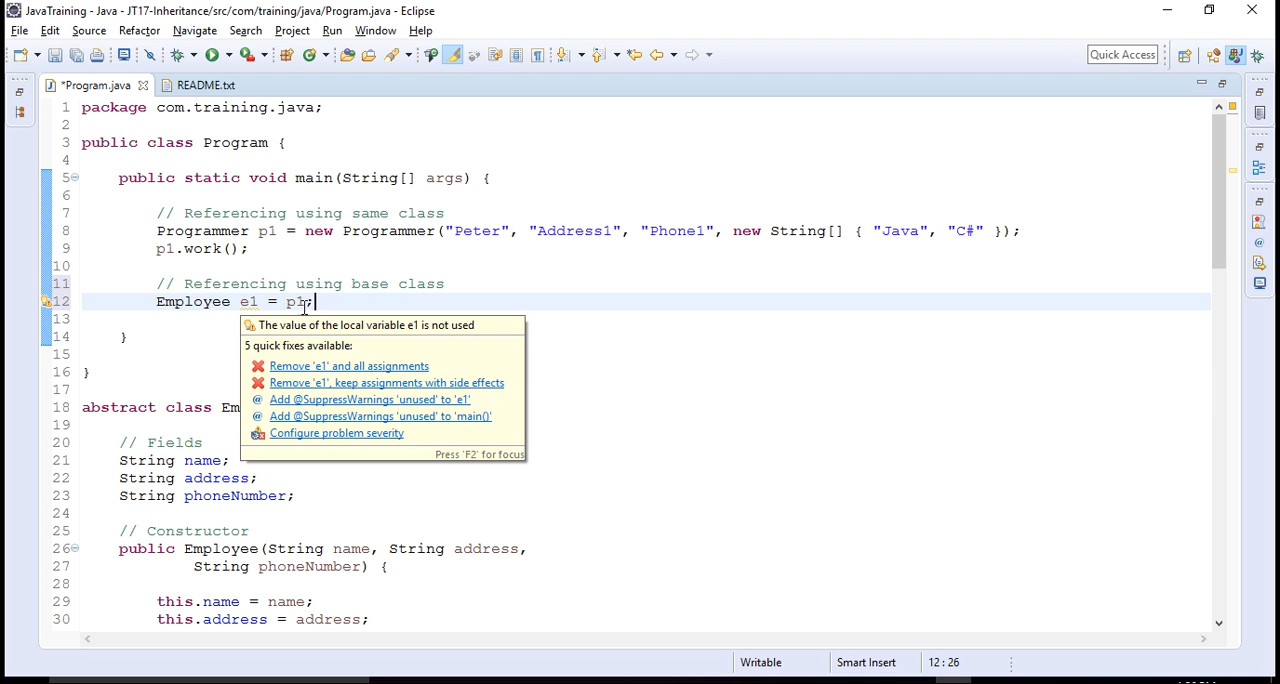 JavaTraining - Java - JT17-Inheritance/src/com/training/java/Program.java - Eclipse
File Edit Source Refactor Navigate Search Project Run Window Help
Quick Access
*Program.java README.txt
1 package com.training.java;
2
3 public class Program {
4
5 public static void main(String[] args) {
6
7 // Referencing using same class
8 Programmer p1 = new Programmer("Peter", "Address1", "Phone1", new String[] { "Java", "C#" });
9 p1.work();
10
11 // Referencing using base class
12 Employee e1 = p1;
13
The value of the local variable e1 is not used
14 }
5 quick fixes available:
15
Remove 'e1' and all assignments
16 }
Remove 'e1', keep assignments with side effects
17
Add @SuppressWarnings 'unused' to 'e1'
18 abstract class Em
Add @SuppressWarnings 'unused' to 'main()'
19
Configure problem severity
20 // Fields
Press 'F2' for focus
21 String name;
22 String address;
23 String phoneNumber;
24
25 // Constructor
26 public Employee(String name, String address,
27 String phoneNumber) {
28
29 this.name = name;
30 this.address = address;
Writable Smart Insert 12 : 26